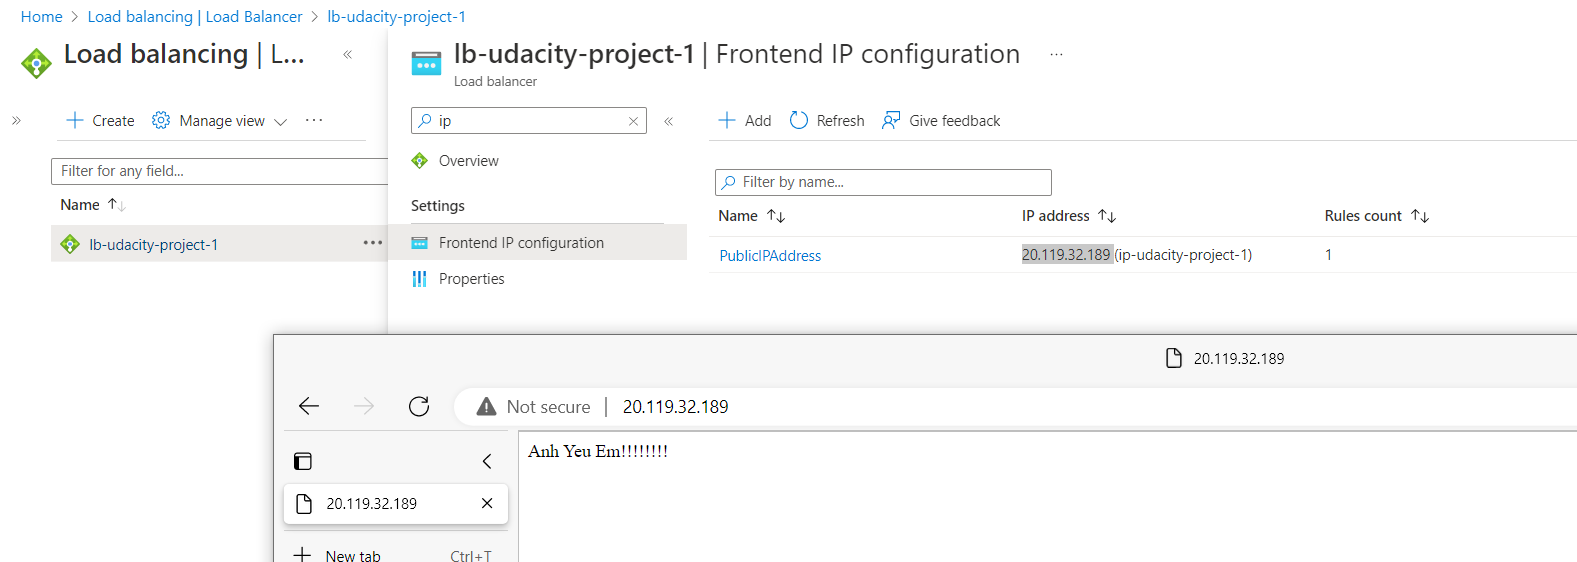 Home > Load balancing | Load Balancer > lb-udacity-project-1
Load balancing | L...
«
lb-udacity-project-1 | Frontend IP configuration ...
Load balancer
»
+ Create Manage view ...
ip
«
+ Add Refresh Give feedback
Filter for any field...
Name ↑↓
lb-udacity-project-1 ...
Overview
Settings
Frontend IP configuration
Properties
Filter by name...
Name ↑↓ IP address ↑↓ Rules count ↑↓
PublicIPAddress 20.119.32.189 (ip-udacity-project-1) 1
20.119.32.189
Not secure | 20.119.32.189
20.119.32.189
New tab Ctrl+T
Anh Yeu Em!!!!!!!!